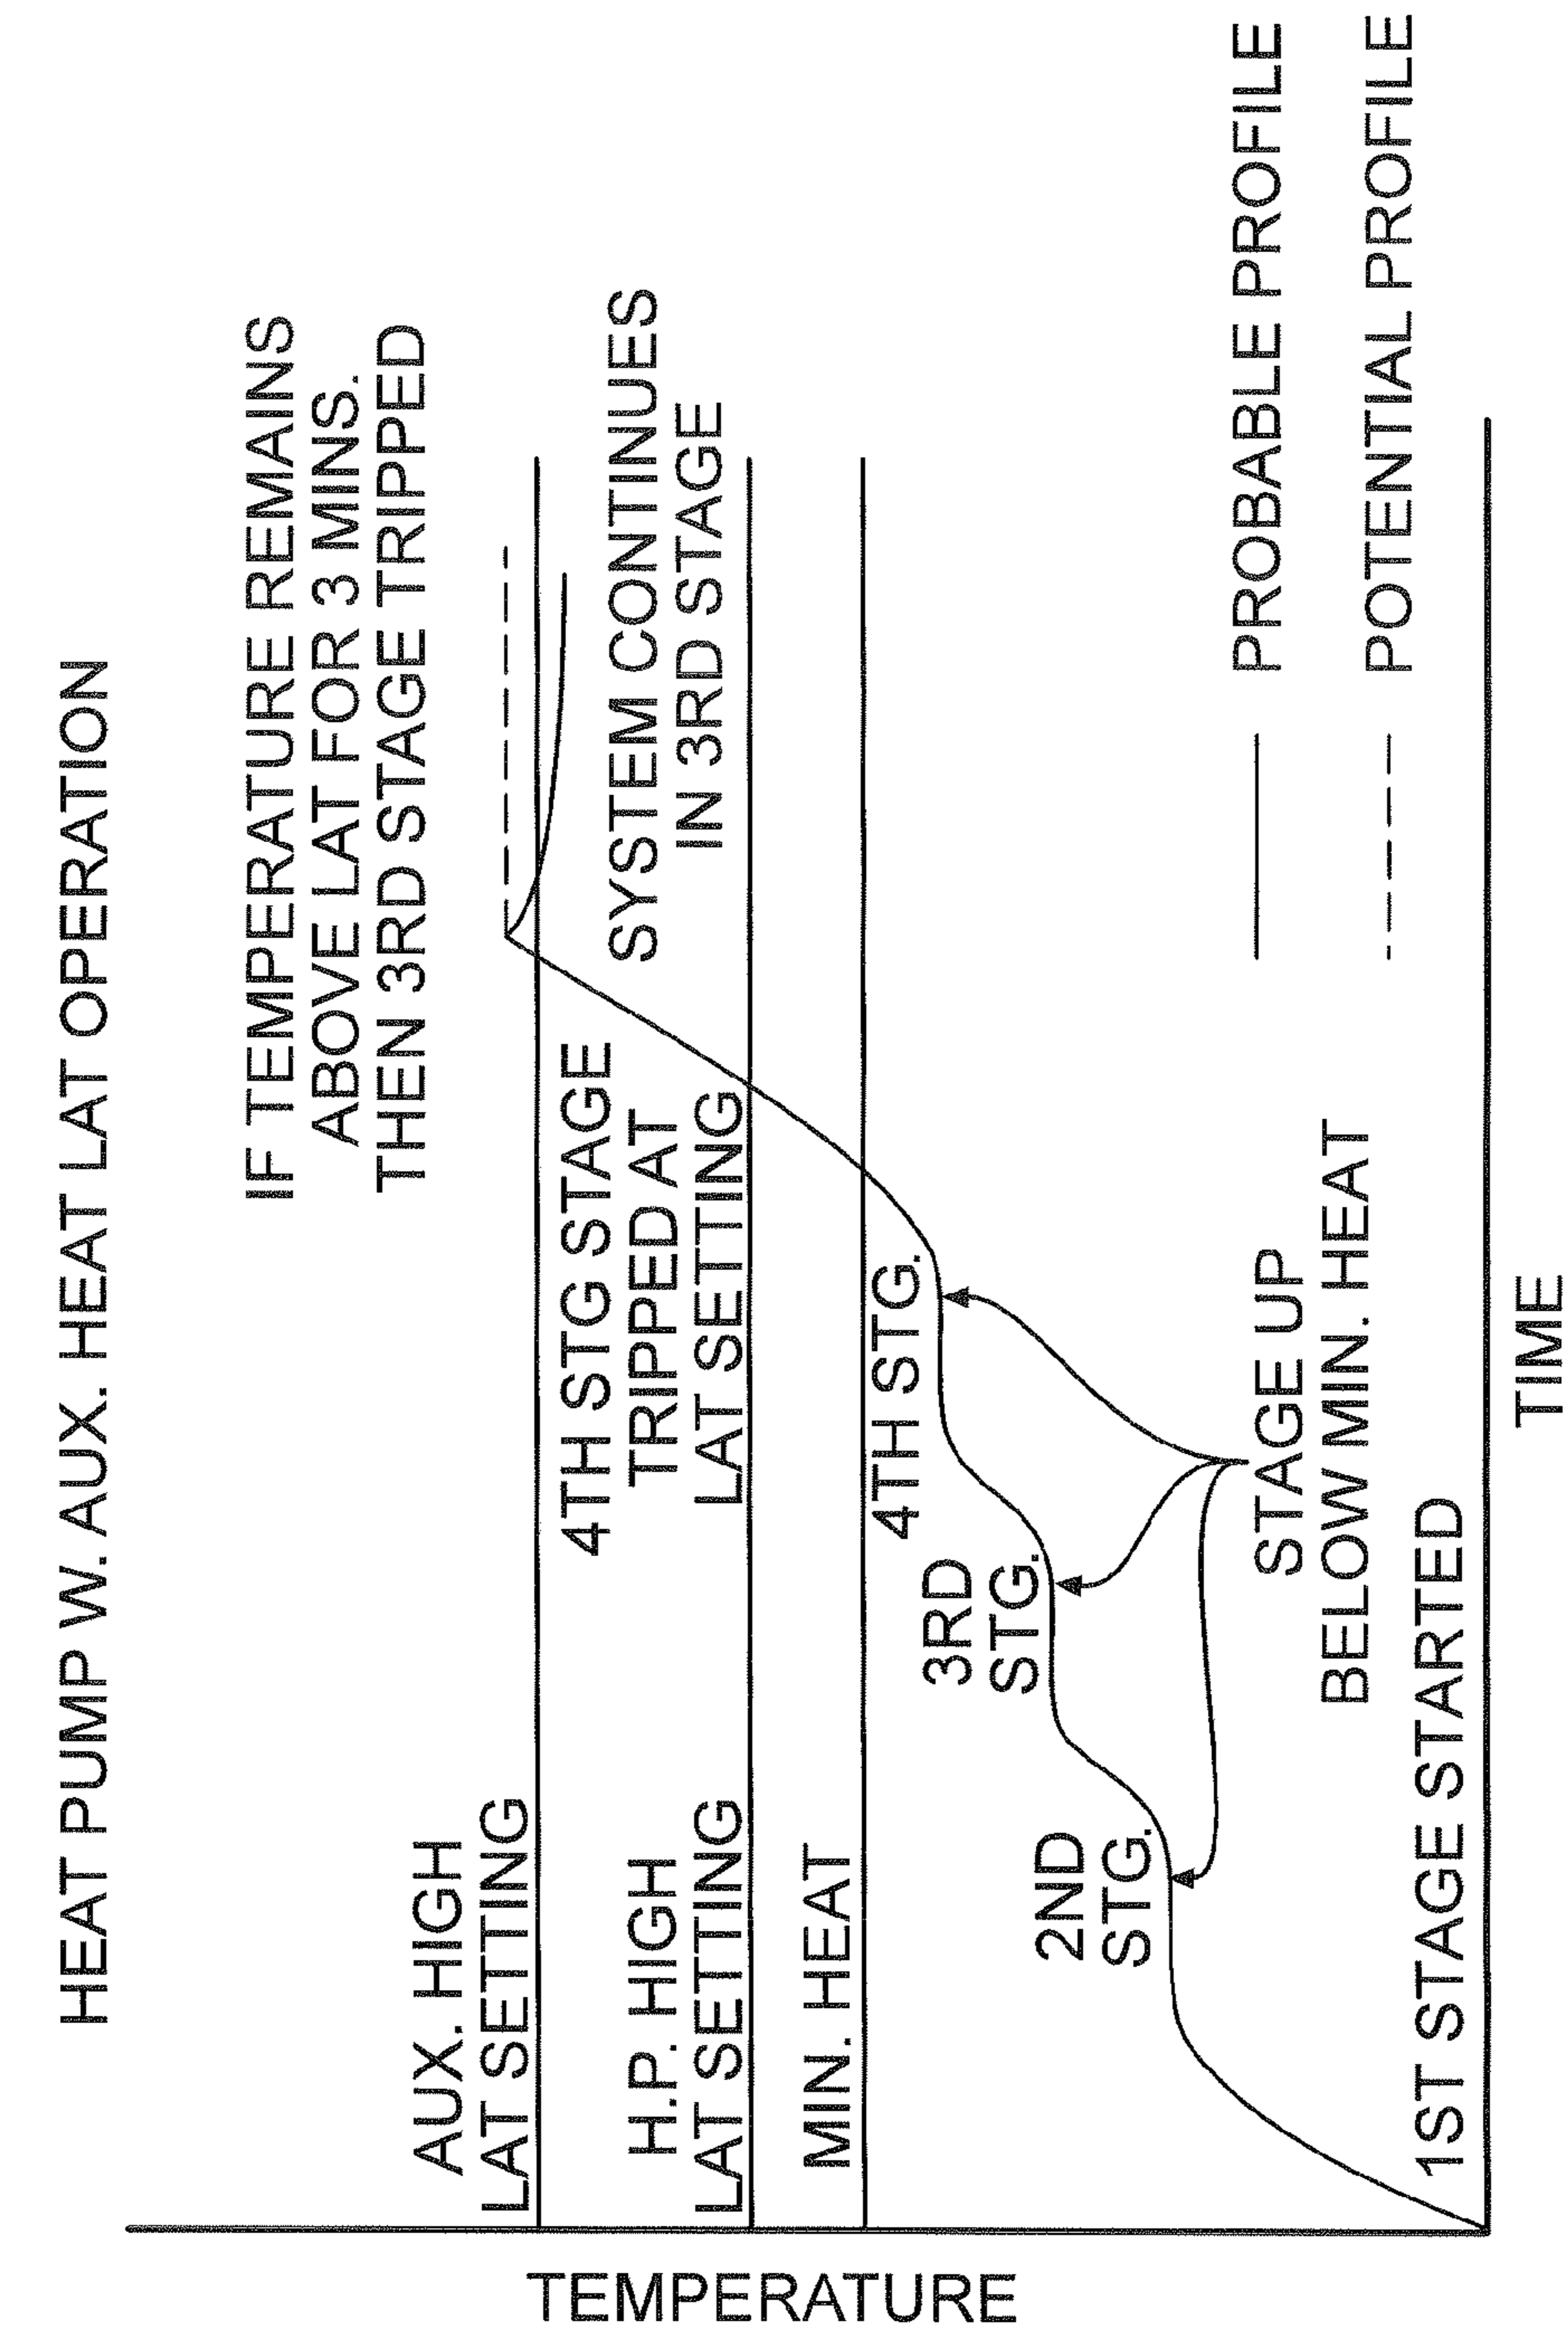 HEAT PUMP W. AUX. HEAT LAT OPERATION
IF TEMPERATURE REMAINS
ABOVE LAT FOR 3 MINS.
THEN 3RD STAGE TRIPPED
AUX. HIGH
LAT SETTING
4TH STG STAGE
TRIPPED AT
LAT SETTING
SYSTEM CONTINUES
IN 3RD STAGE
H.P. HIGH
LAT SETTING
MIN. HEAT
4TH STG.
3RD
STG.
2ND
STG.
STAGE UP
BELOW MIN. HEAT
1ST STAGE STARTED
PROBABLE PROFILE
POTENTIAL PROFILE
TEMPERATURE
TIME